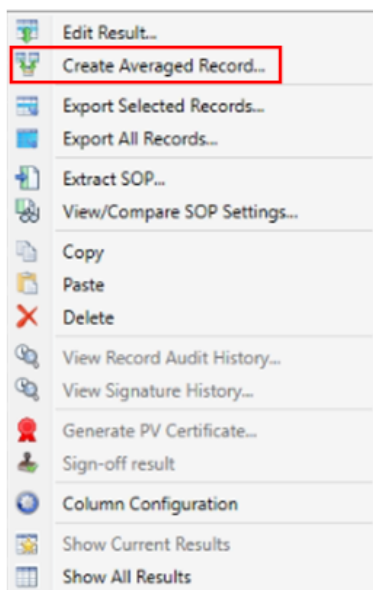 Edit Result...
Create Averaged Record...
Export Selected Records...
Export All Records...
Extract SOP...
View/Compare SOP Settings...
Copy
Paste
Delete
View Record Audit History...
View Signature History...
Generate PV Certificate...
Sign-off result
Column Configuration
Show Current Results
Show All Results